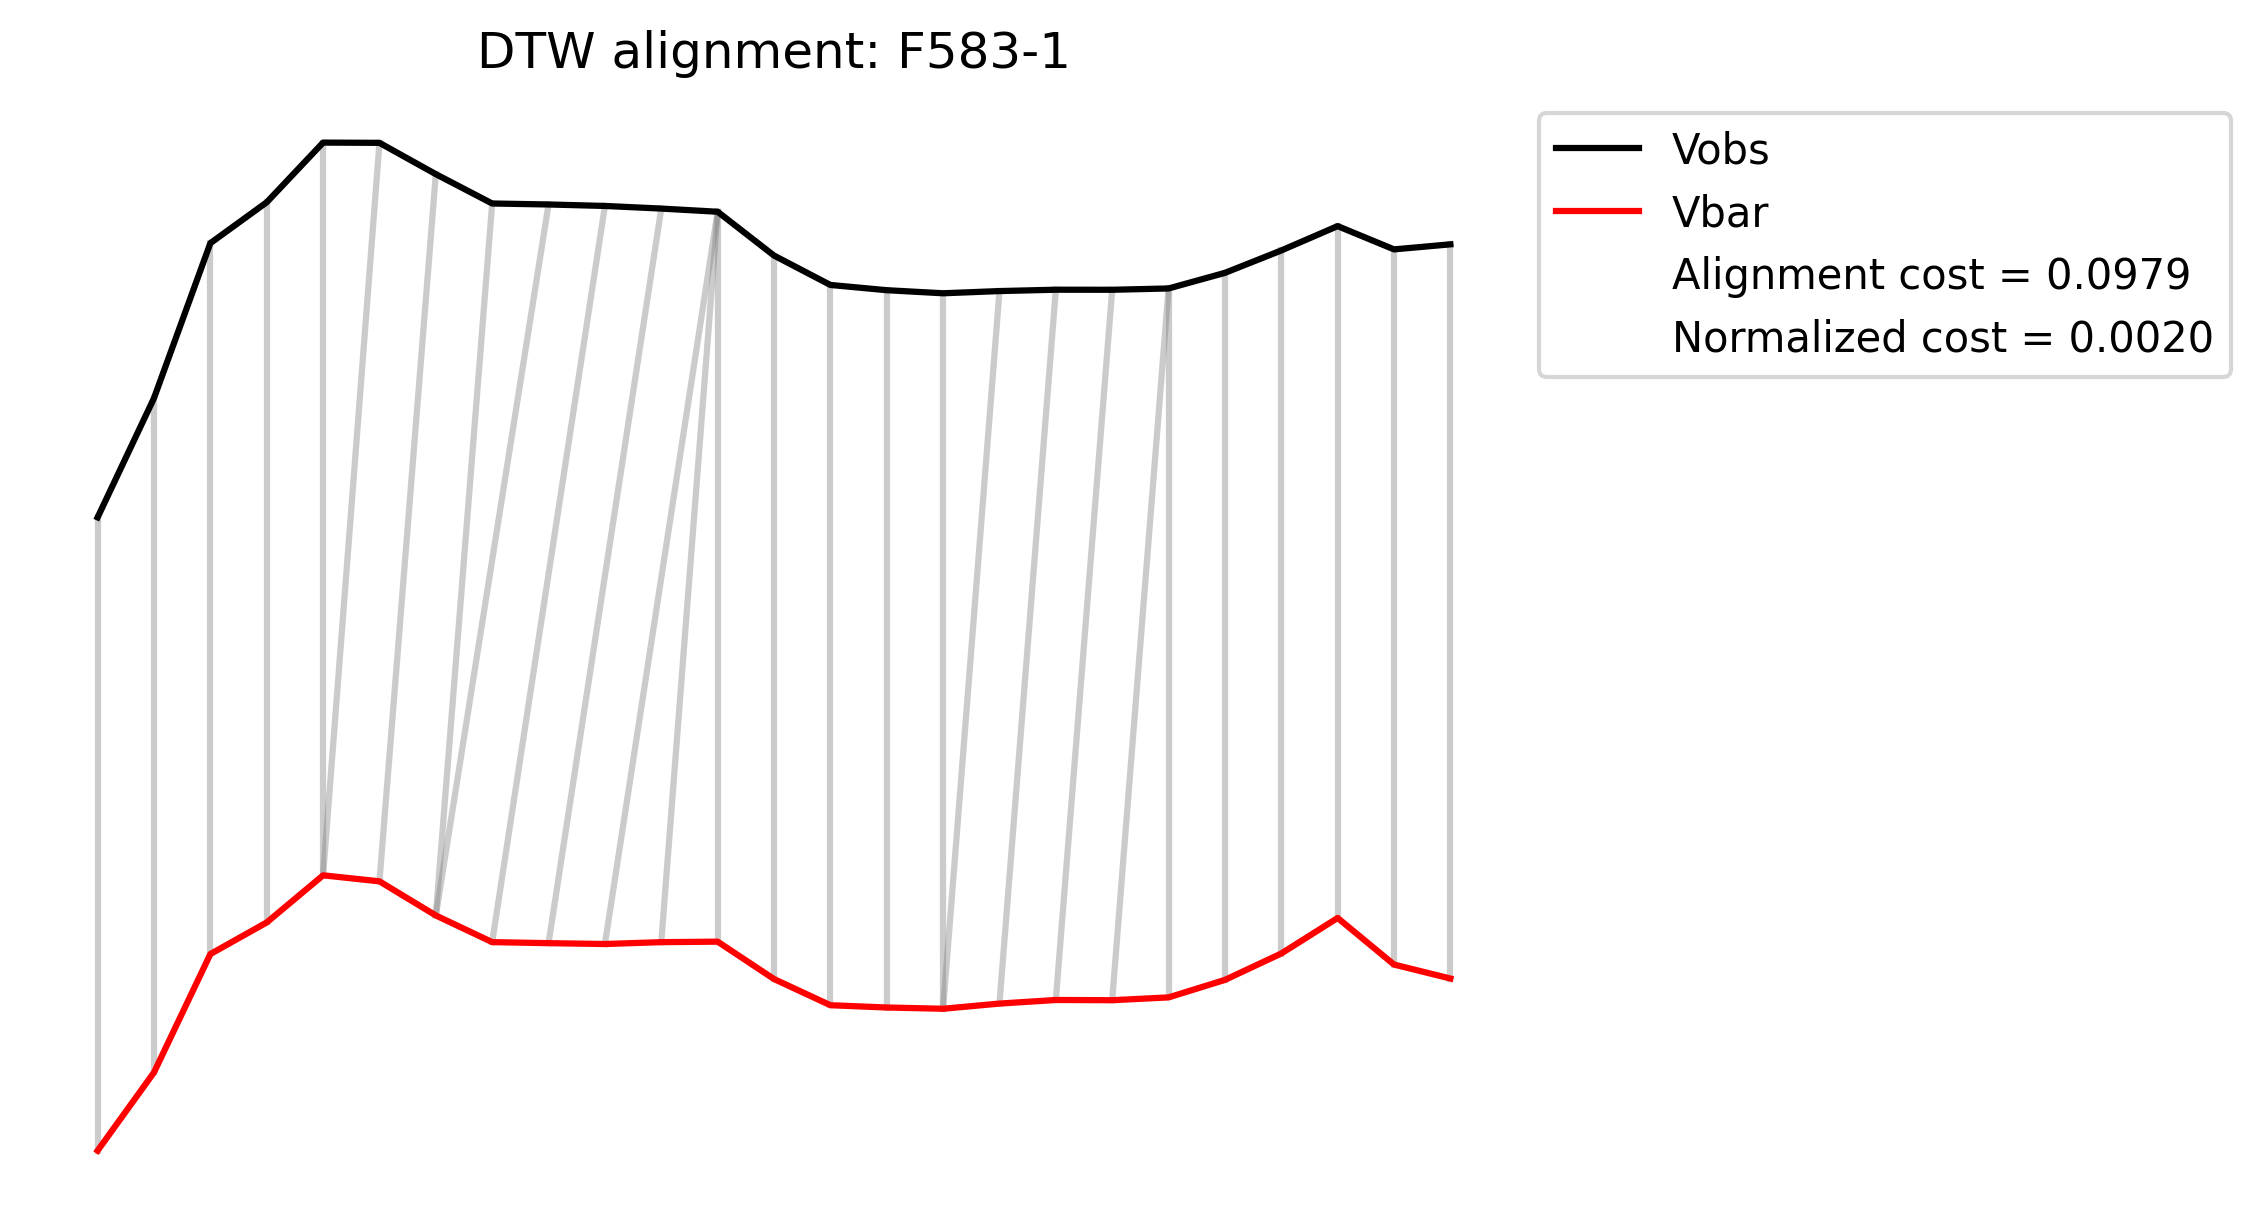 DTW alignment: F583-1
Vobs
Vbar
Alignment cost = 0.0979
Normalized cost = 0.0020